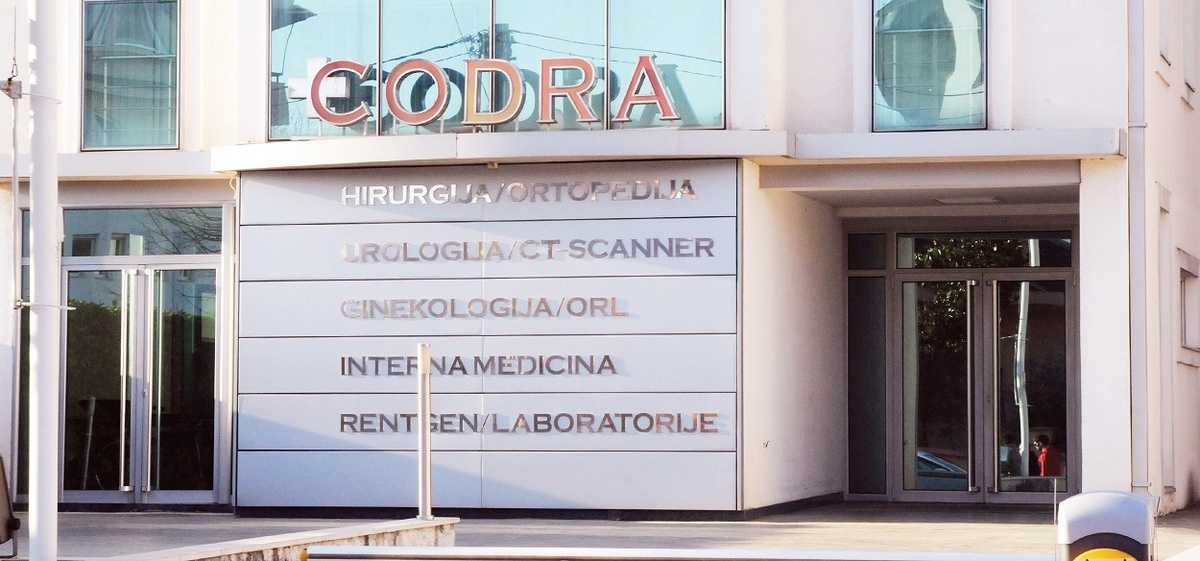 CODRA
HIRURGIJA/ORTOPEDIJA
UROLOGIJA/CT-SCANNER
GINEKOLOGIJA/ORL
INTERNA MEDICINA
RENTGEN/LABORATORIJE